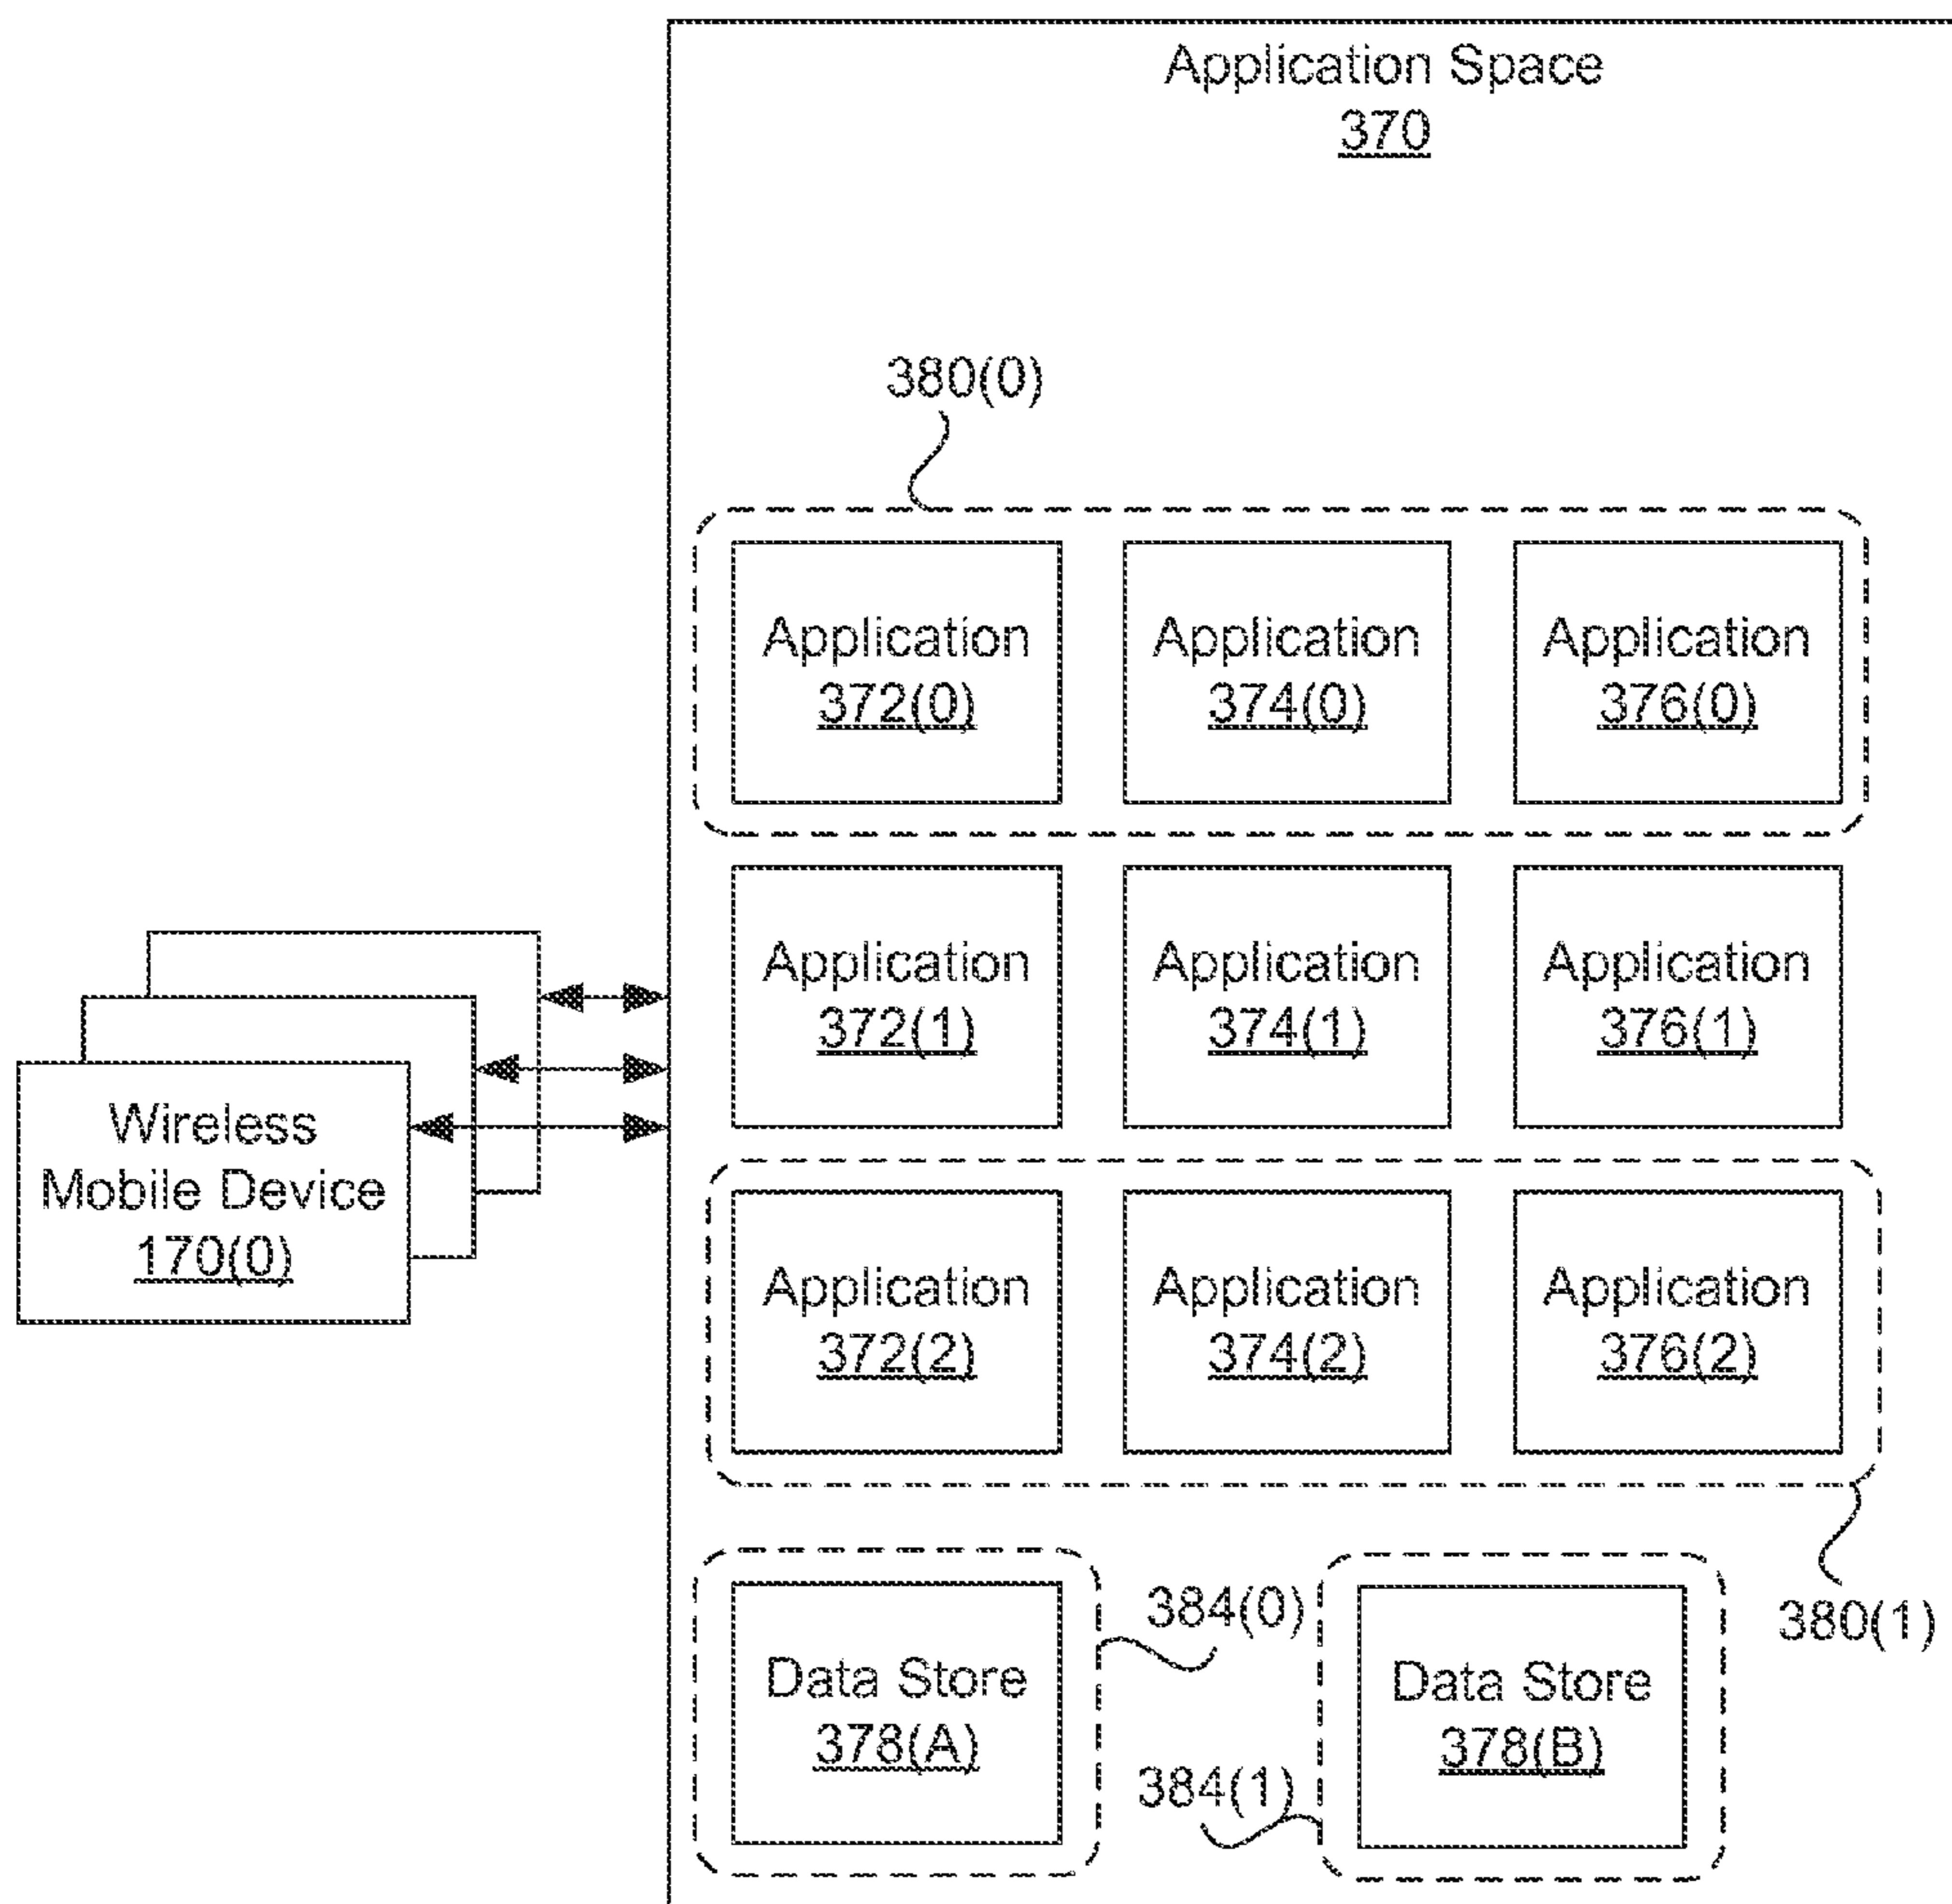 Application Space
370
380(0)
Application
372(0)
Application
374(0)
Application
376(0)
Application
372(1)
Application
374(1)
Application
376(1)
Wireless
Mobile Device
170(0)
Application
372(2)
Application
374(2)
Application
376(2)
380(1)
Data Store
378(A)
384(0)
384(1)
Data Store
378(B)